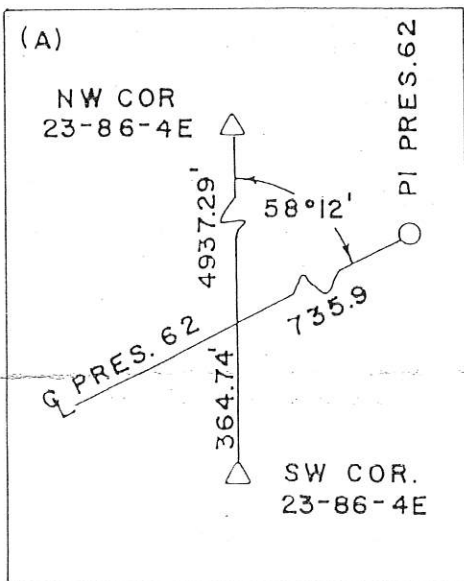 (A)
NW COR
23-86-4E
PI PRES.62
4937.29'
58°12'
735.9
℄ PRES. 62
364.74'
SW COR.
23-86-4E